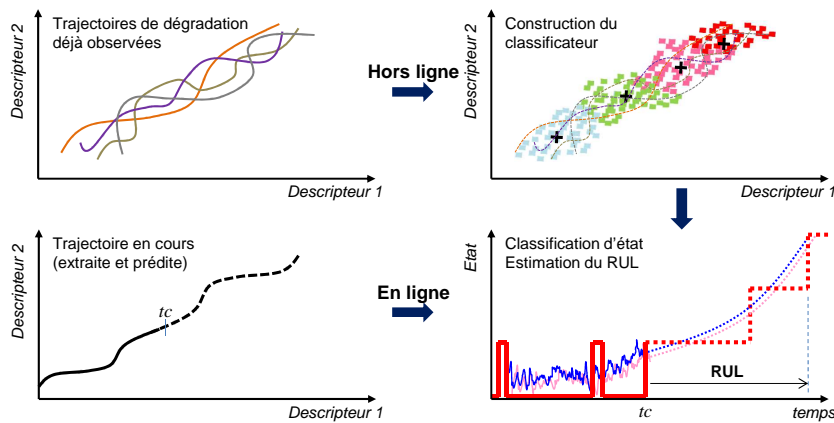 Descripteur 2
Trajectoires de dégradation
déjà observées
Descripteur 1
Hors ligne
Descripteur 2
Construction du
classificateur
Descripteur 1
Descripteur 2
Trajectoire en cours
(extraite et prédite)
tc
Descripteur 1
En ligne
Etat
Classification d'état
Estimation du RUL
RUL
tc
temps